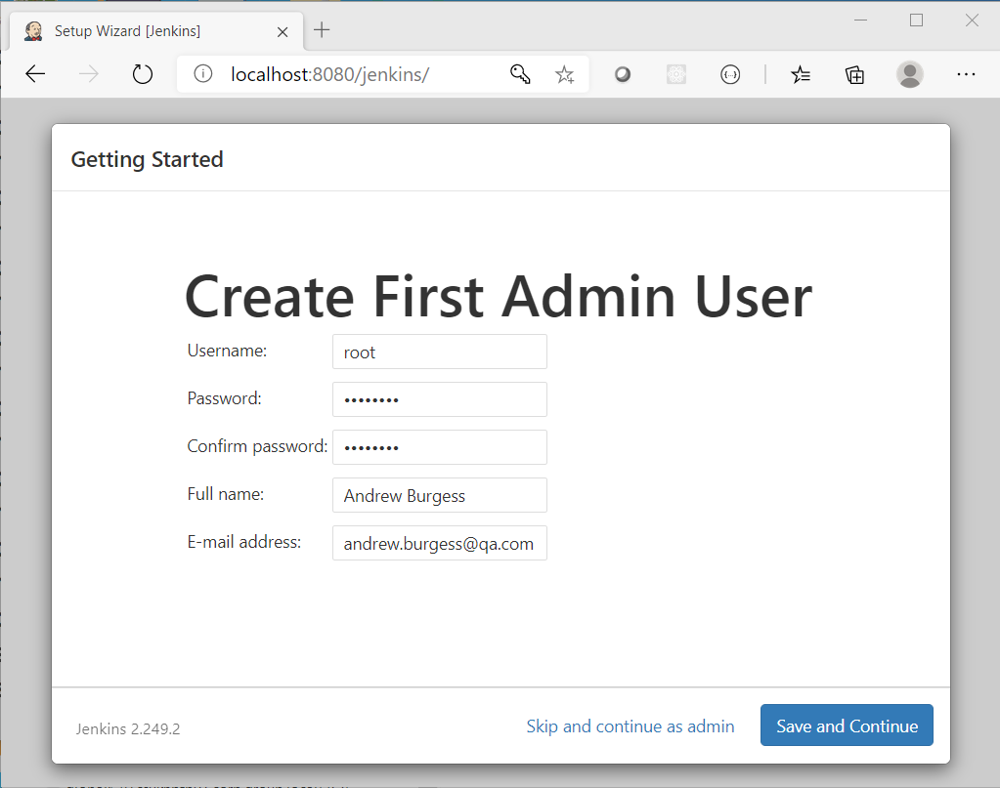 Setup Wizard [Jenkins]
localhost:8080/jenkins/
Getting Started
Create First Admin User
Username: root
Password: ••••••••
Confirm password: ••••••••
Full name: Andrew Burgess
E-mail address: andrew.burgess@qa.com
Jenkins 2.249.2 Skip and continue as admin Save and Continue